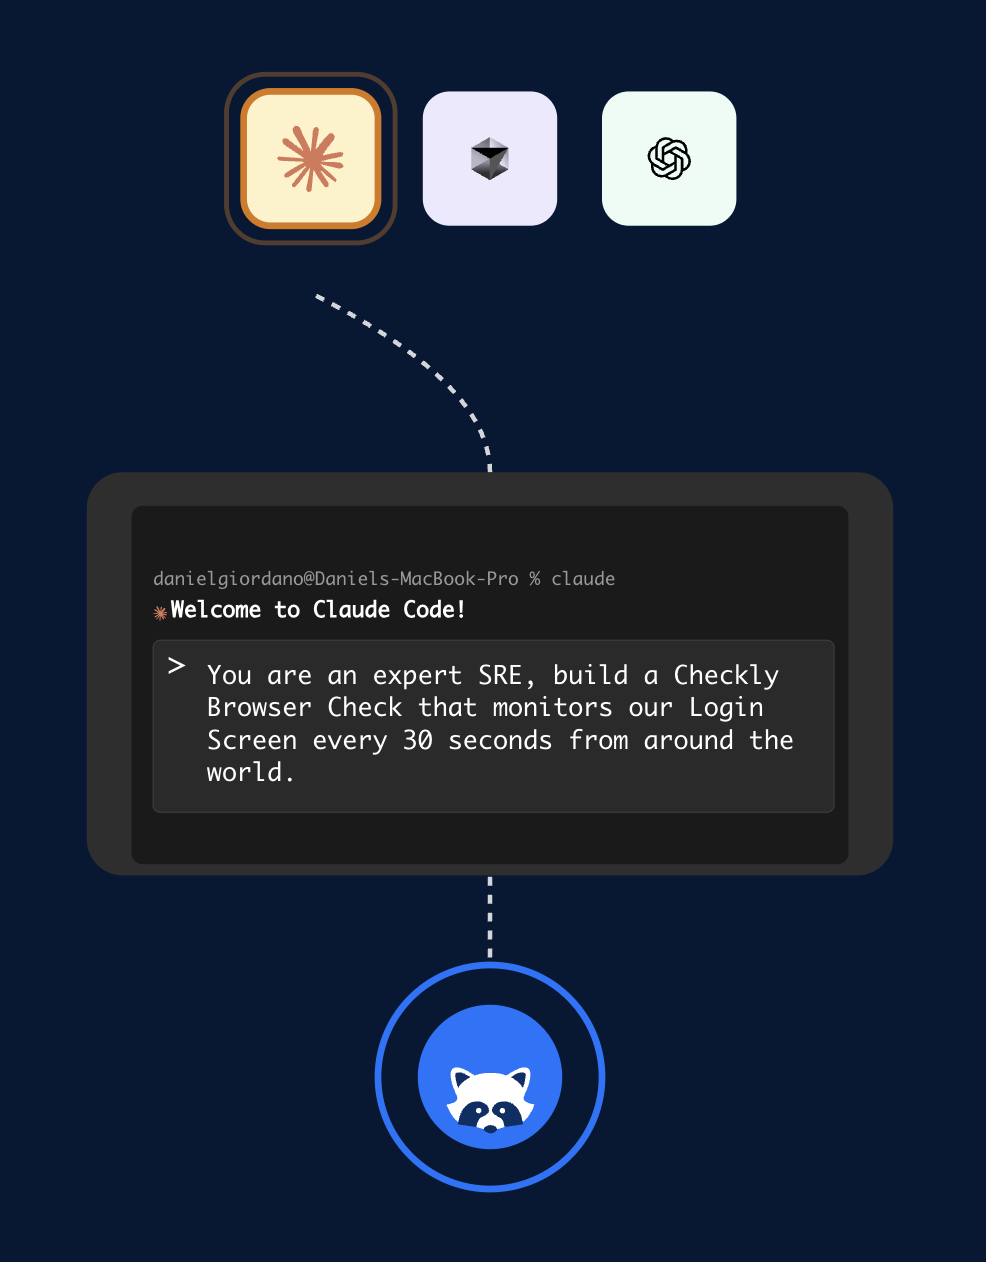 danielgiordano@Daniels-MacBook-Pro % claude
Welcome to Claude Code!
> You are an expert SRE, build a Checkly
Browser Check that monitors our Login
Screen every 30 seconds from around the
world.